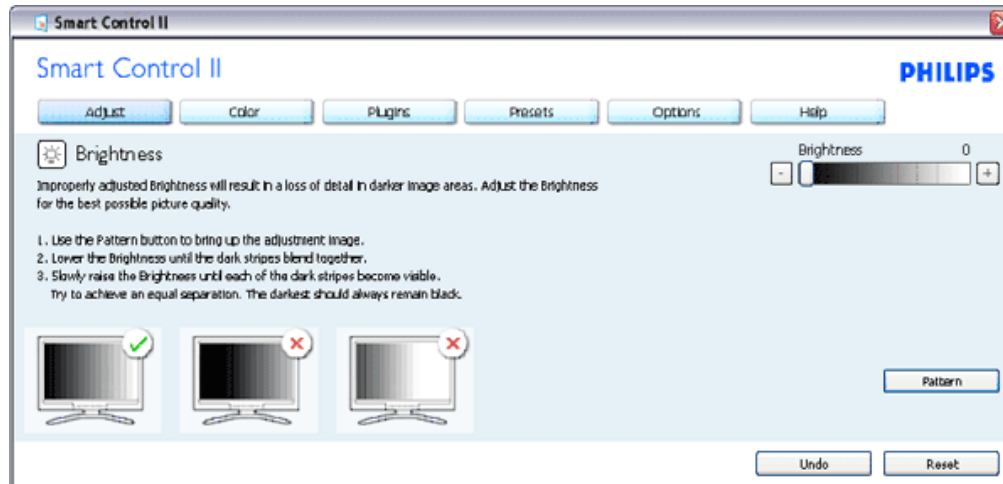 Smart Control II
Smart Control II
PHILIPS
Adjust Color Plugins Presets Options Help
Brightness
Brightness 0
- +
Improperly adjusted Brightness will result in a loss of detail in darker image areas. Adjust the Brightness
for the best possible picture quality.
1. Use the Pattern button to bring up the adjustment image.
2. Lower the Brightness until the dark stripes blend together.
3. Slowly raise the Brightness until each of the dark stripes become visible.
Try to achieve an equal separation. The darkest should always remain black.
Pattern
Undo Reset